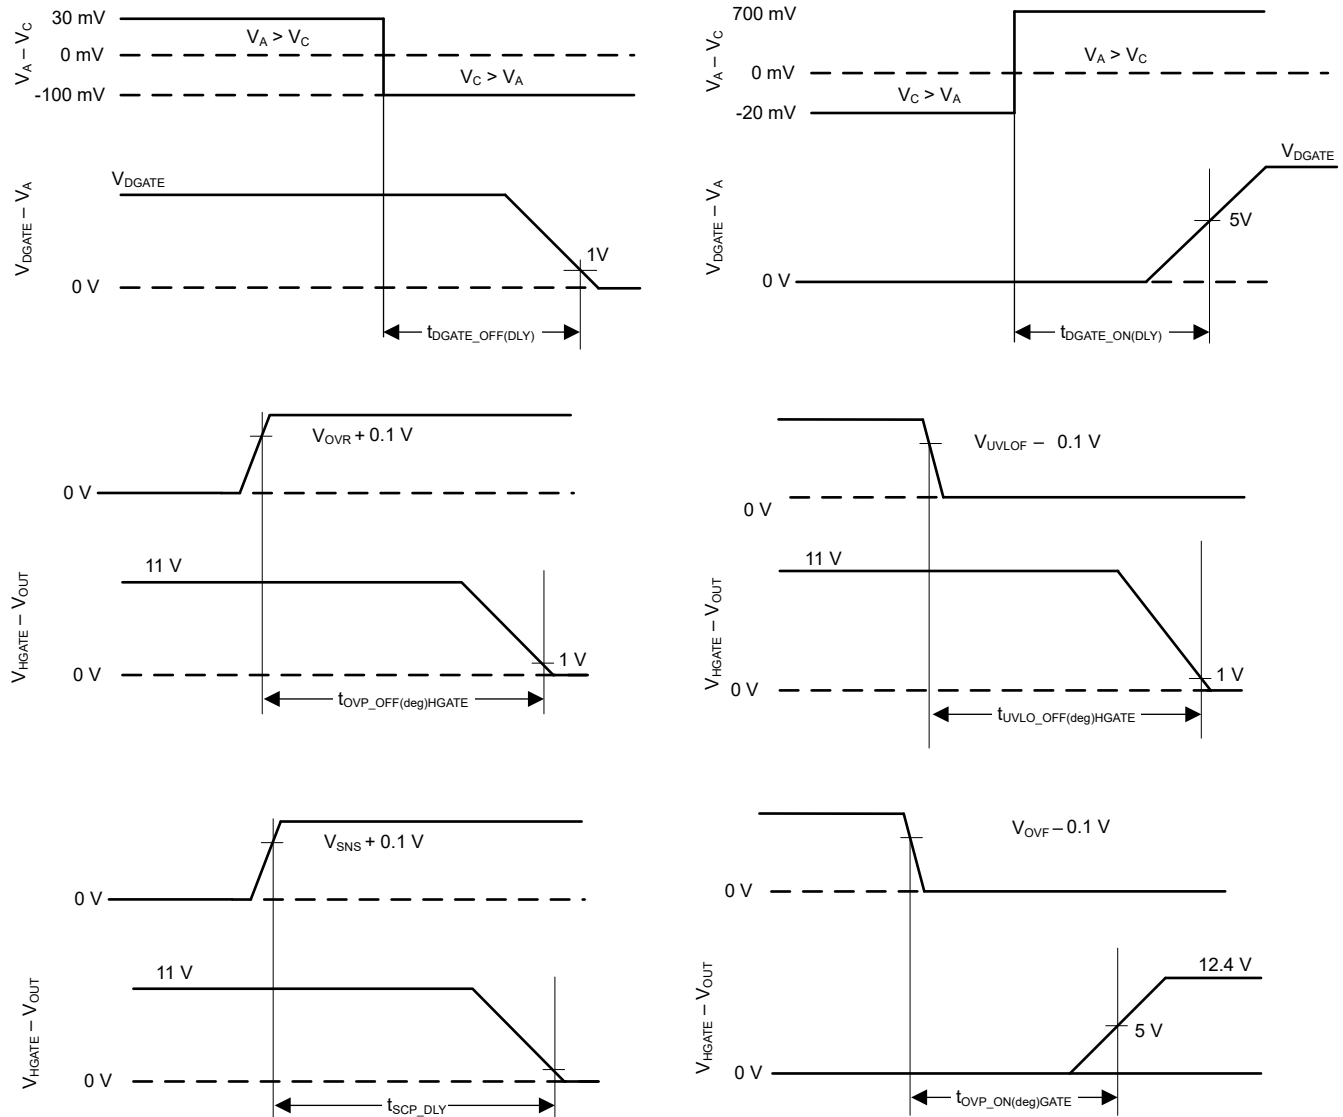 30 mV
V_A > V_C
0 mV
V_C > V_A
-100 mV
V_A – V_C
V_DGATE
1V
0 V
V_DGATE – V_A
t_DGATE_OFF(DLY)
700 mV
V_A > V_C
0 mV
V_C > V_A
-20 mV
V_A – V_C
V_DGATE
5V
0 V
V_DGATE – V_A
t_DGATE_ON(DLY)
V_OVR + 0.1 V
0 V
11 V
1 V
0 V
V_HGATE – V_OUT
t_OVP_OFF(deg)HGATE
V_UVLOF – 0.1 V
0 V
11 V
1 V
0 V
V_HGATE – V_OUT
t_UVLO_OFF(deg)HGATE
V_SNS + 0.1 V
0 V
11 V
0 V
V_HGATE – V_OUT
t_SCP_DLY
V_OVF – 0.1 V
0 V
12.4 V
5 V
0 V
V_HGATE – V_OUT
t_OVP_ON(deg)GATE